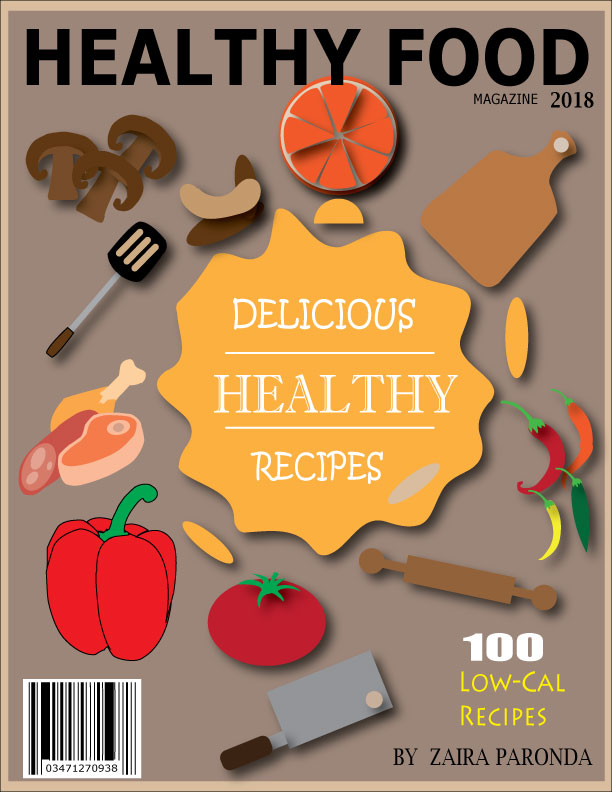 HEALTHY FOOD
MAGAZINE 2018
DELICIOUS
HEALTHY
RECIPES
100
LOW-CAL
RECIPES
03471270938
BY ZAIRA PARONDA